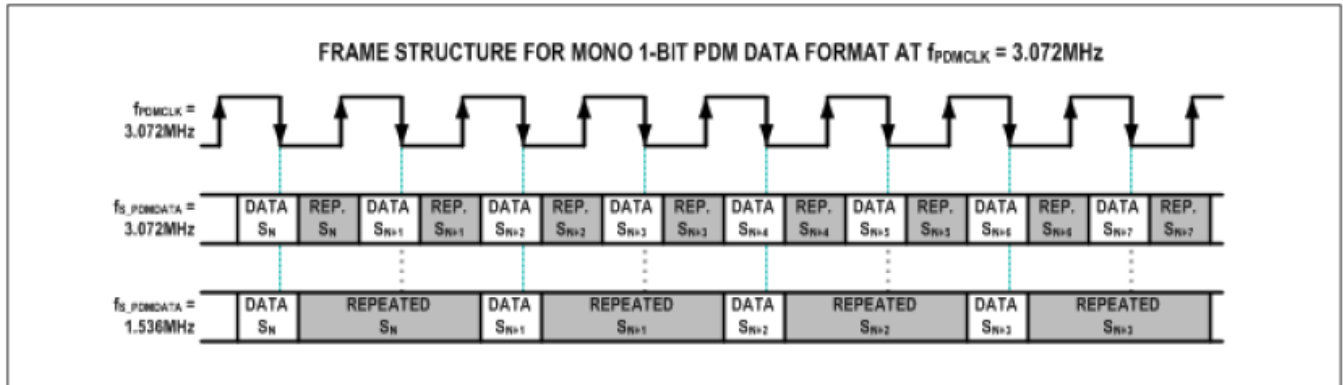 FRAME STRUCTURE FOR MONO 1-BIT PDM DATA FORMAT AT fPDMCLK = 3.072MHz
fPDMCLK =
3.072MHz
fS_PDMDATA =
3.072MHz
DATA REP. DATA REP. DATA REP. DATA REP. DATA REP. DATA REP. DATA REP. DATA REP.
SN SN SN+1 SN+1 SN+2 SN+2 SN+3 SN+3 SN+4 SN+4 SN+5 SN+5 SN+6 SN+6 SN+7 SN+7
fS_PDMDATA =
1.536MHz
DATA REPEATED DATA REPEATED DATA REPEATED DATA REPEATED
SN SN SN+1 SN+1 SN+2 SN+2 SN+3 SN+3